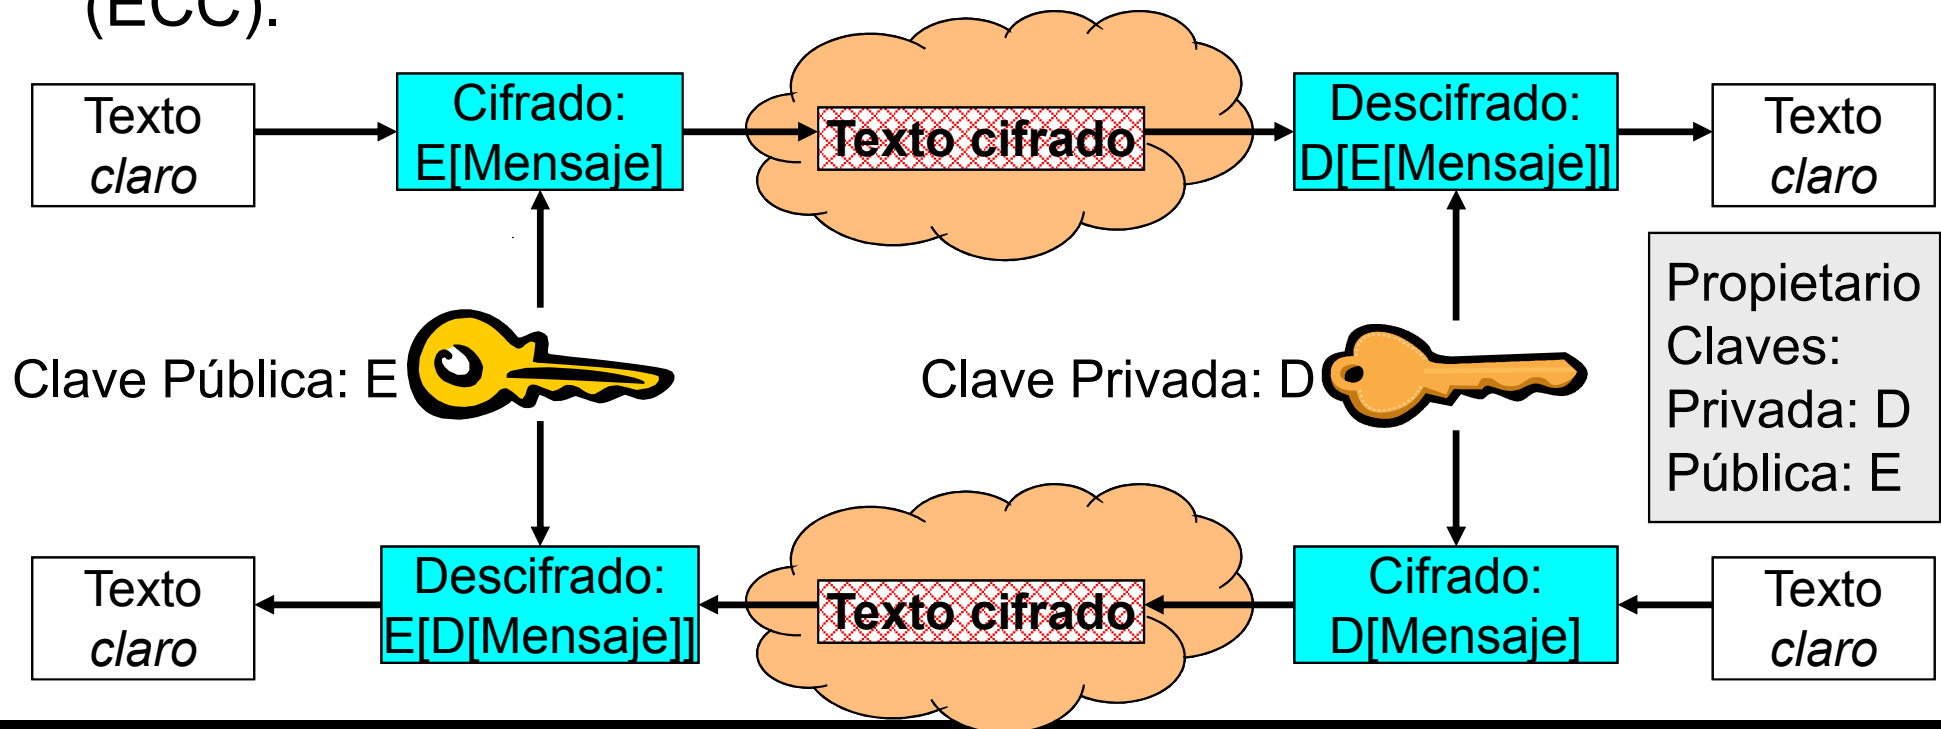 (ECC).
Texto
claro
Cifrado:
E[Mensaje]
Texto cifrado
Descifrado:
D[E[Mensaje]]
Texto
claro
Clave Pública: E
Clave Privada: D
Propietario
Claves:
Privada: D
Pública: E
Texto
claro
Descifrado:
E[D[Mensaje]]
Texto cifrado
Cifrado:
D[Mensaje]
Texto
claro